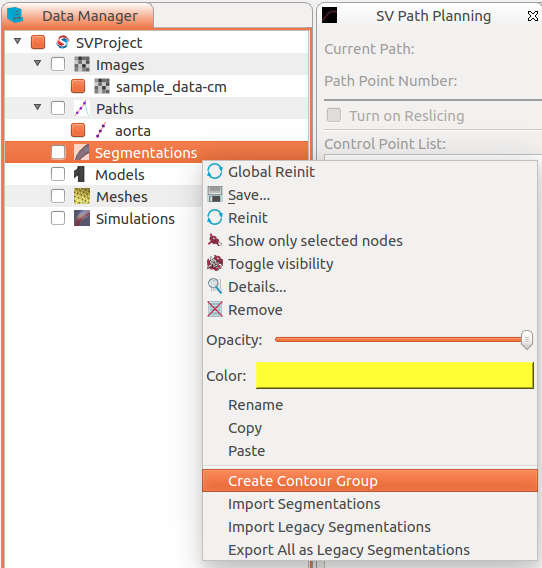 Data Manager
SV Path Planning
SVProject
Images
sample_data-cm
Paths
aorta
Segmentations
Models
Meshes
Simulations
Current Path:
Path Point Number:
Turn on Reslicing
Control Point List:
Global Reinit
Save...
Reinit
Show only selected nodes
Toggle visibility
Details...
Remove
Opacity:
Color:
Rename
Copy
Paste
Create Contour Group
Import Segmentations
Import Legacy Segmentations
Export All as Legacy Segmentations